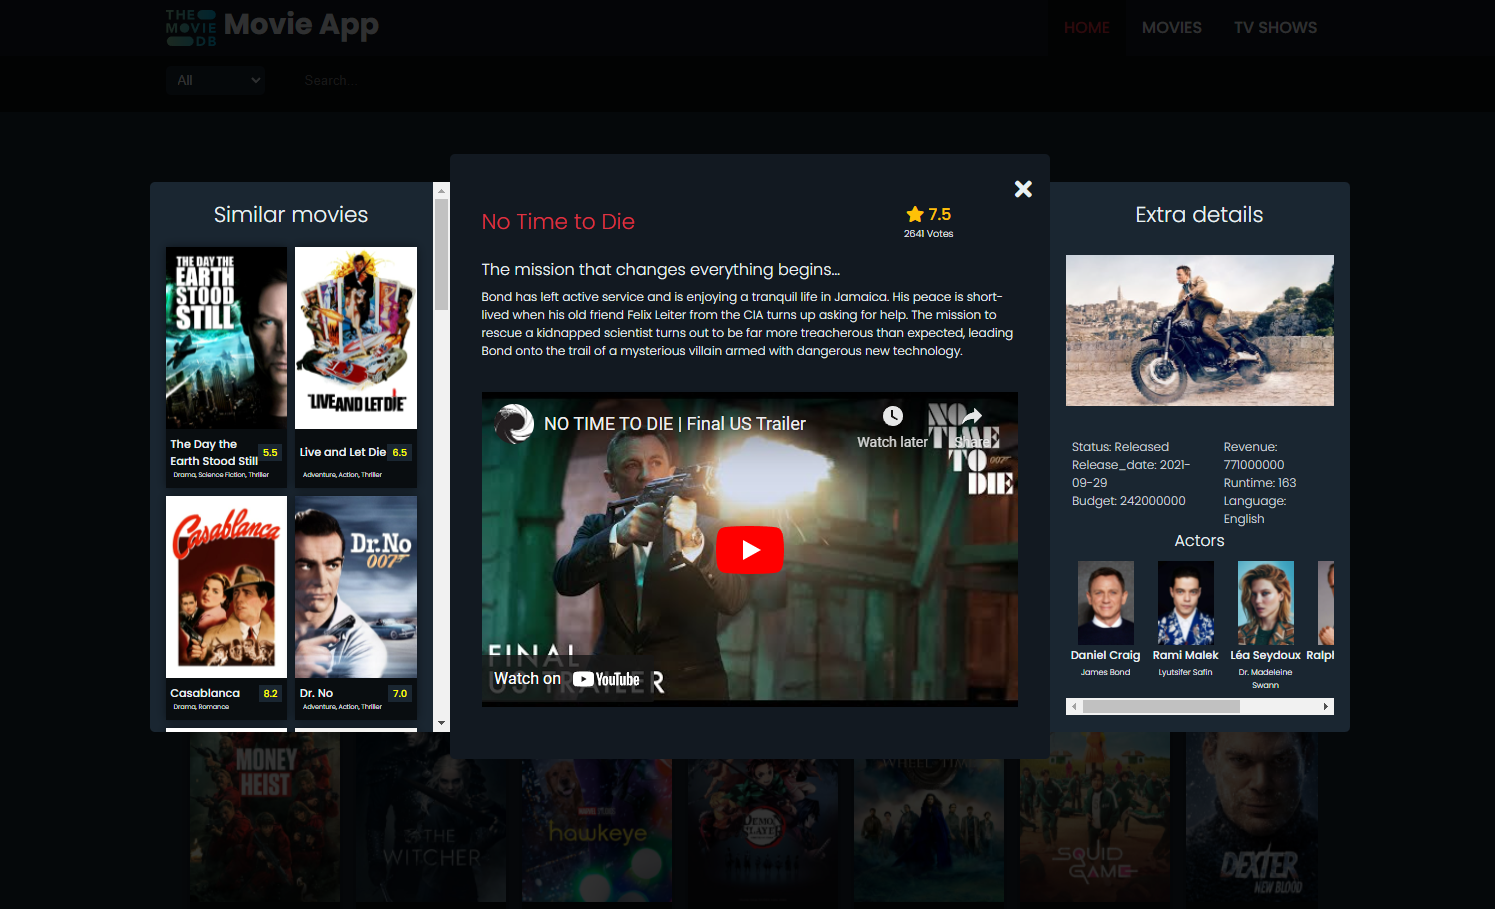 THE
MOVIE
DB
Movie App
HOME
MOVIES
TV SHOWS
All
Search...
Similar movies
THE DAY THE
EARTH
STOOD
STILL
The Day the
Earth Stood Still
5.5
Drama, Science Fiction, Thriller
LIVE AND LET DIE
Live and Let Die
6.5
Adventure, Action, Thriller
Casablanca
Casablanca
8.2
Drama, Romance
Dr. No
007
Dr. No
7.0
Adventure, Action, Thriller
No Time to Die
7.5
2641 Votes
The mission that changes everything begins...
Bond has left active service and is enjoying a tranquil life in Jamaica. His peace is short-
lived when his old friend Felix Leiter from the CIA turns up asking for help. The mission to
rescue a kidnapped scientist turns out to be far more treacherous than expected, leading
Bond onto the trail of a mysterious villain armed with dangerous new technology.
NO TIME TO DIE | Final US Trailer
Watch later
Share
NO
TIME
007
TO
DIE
FINAL
US TRAILER
Watch on YouTube
Extra details
Status: Released
Release_date: 2021-
09-29
Budget: 242000000
Revenue:
771000000
Runtime: 163
Language:
English
Actors
Daniel Craig
James Bond
Rami Malek
Lyutsifer Safin
Léa Seydoux
Dr. Madeleine
Swann
Ralph
MONEY
HEIST
THE
WITCHER
hawkeye
DEMON
SLAYER
WHEEL TIME
SQUID
GAME
DEXTER
NEW BLOOD